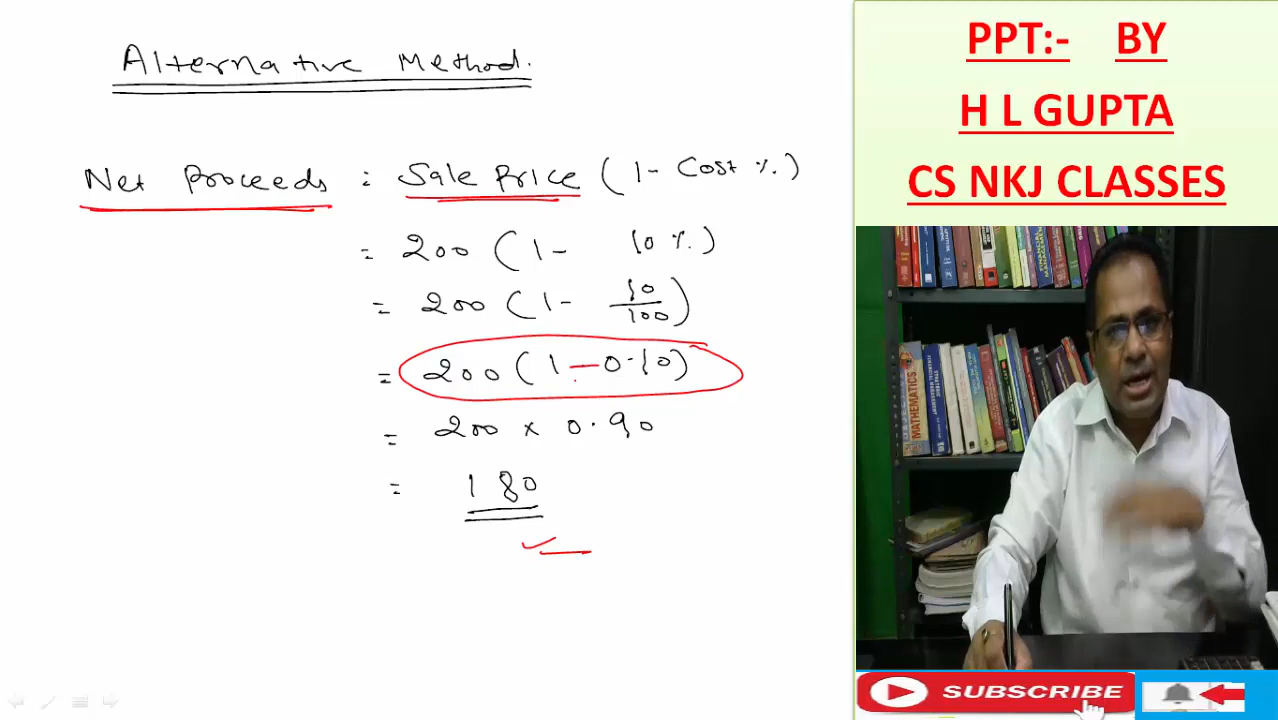 Alternative Method.
Net Proceeds = Sale Price (1- Cost %)
= 200 (1- 10 %)
= 200 (1- 10/100)
= 200 (1-0.10)
= 200 x 0.90
= 180
PPT:- BY
H L GUPTA
CS NKJ CLASSES
MATHEMATICS
SUBSCRIBE